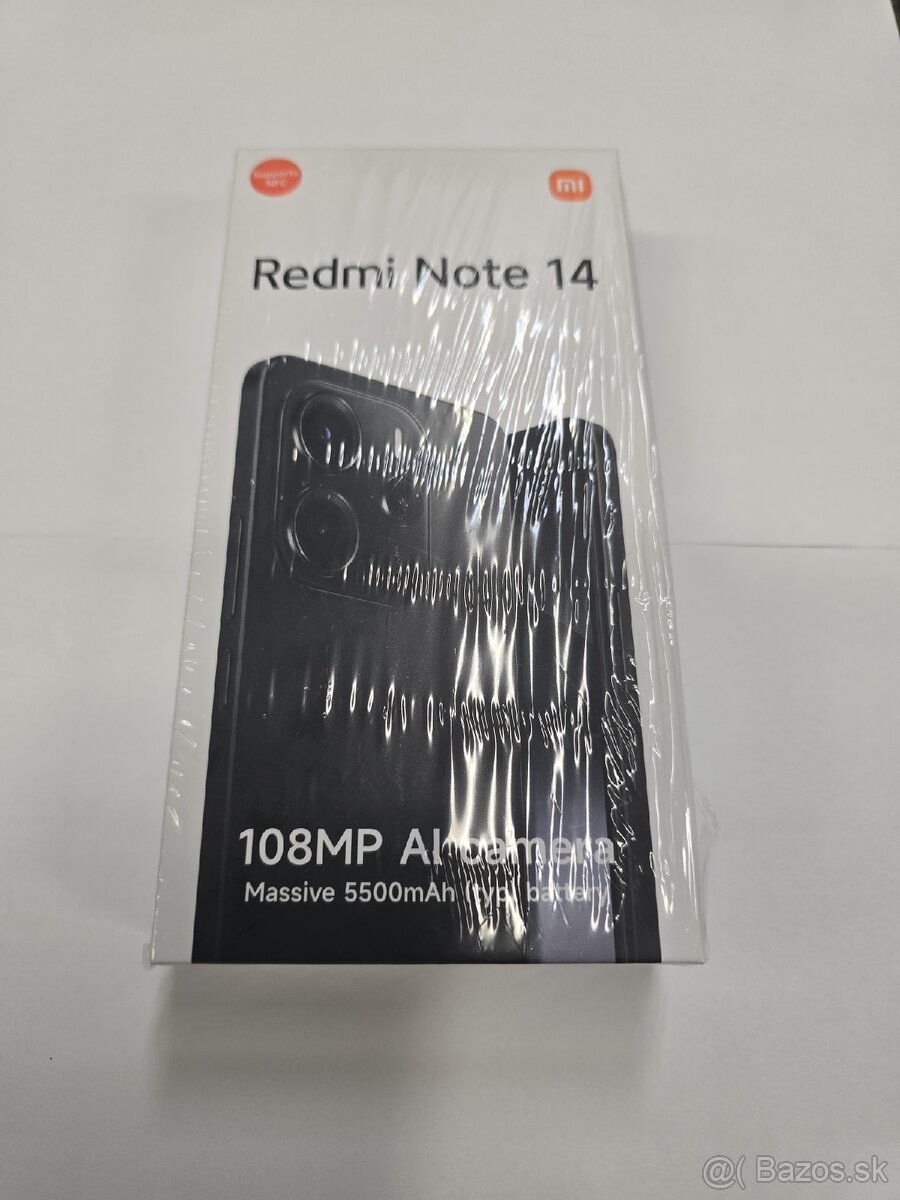 Supports
NFC
mi
Redmi Note 14
108MP AI camera
Massive 5500mAh (typ) battery
@( Bazos.sk